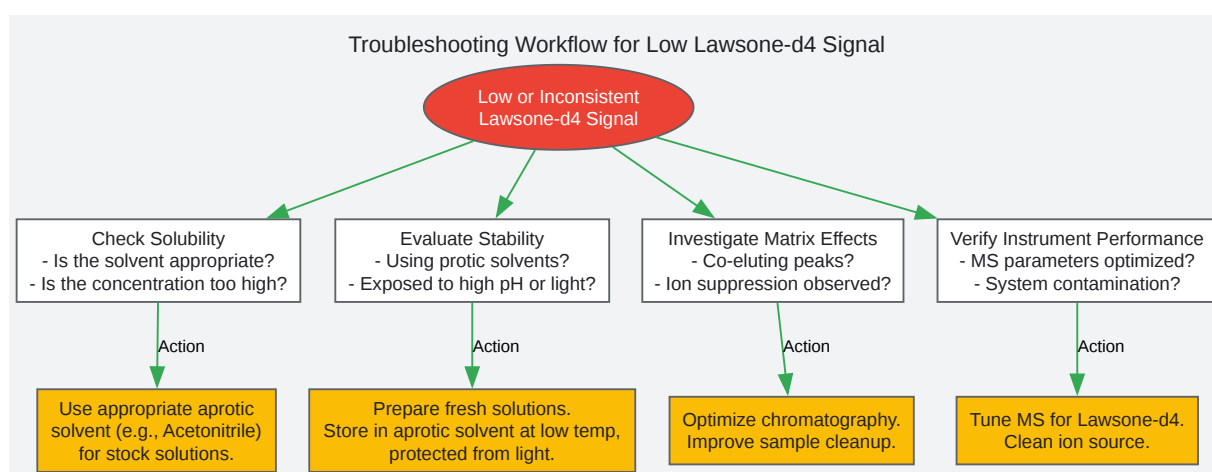 Troubleshooting Workflow for Low Lawsone-d4 Signal
Low or Inconsistent
Lawsone-d4 Signal
Check Solubility
- Is the solvent appropriate?
- Is the concentration too high?
Evaluate Stability
- Using protic solvents?
- Exposed to high pH or light?
Investigate Matrix Effects
- Co-eluting peaks?
- Ion suppression observed?
Verify Instrument Performance
- MS parameters optimized?
- System contamination?
Action
Action
Action
Action
Use appropriate aprotic
solvent (e.g., Acetonitrile)
for stock solutions.
Prepare fresh solutions.
Store in aprotic solvent at low temp,
protected from light.
Optimize chromatography.
Improve sample cleanup.
Tune MS for Lawsone-d4.
Clean ion source.